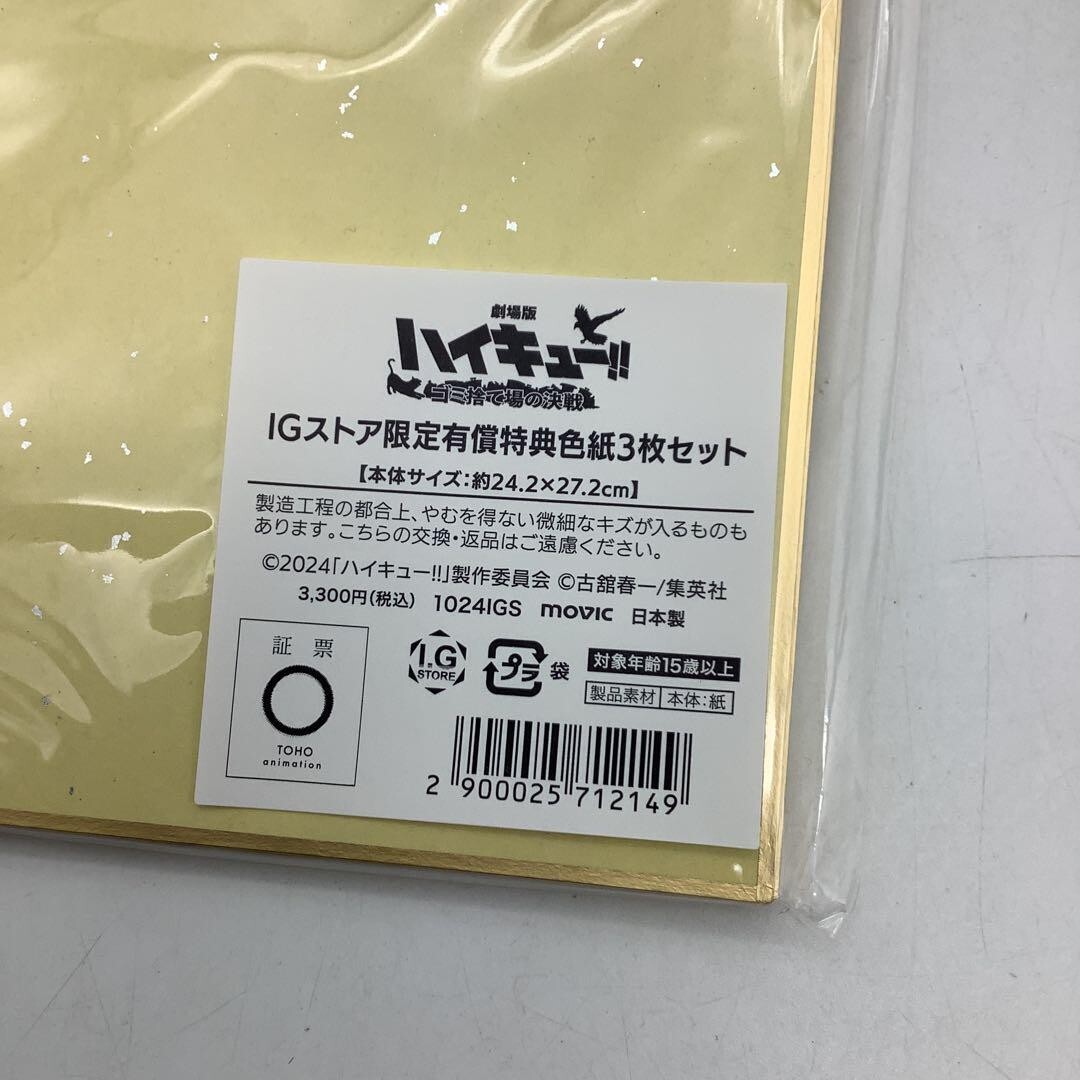 劇場版
ハイキュー!!
ゴミ捨て場の決戦
IGストア限定有償特典色紙3枚セット
【本体サイズ：約24.2×27.2cm】
製造工程の都合上、やむを得ない微細なキズが入るものも
あります。こちらの交換・返品はご遠慮ください。
©2024「ハイキュー!!」製作委員会 ©古舘春一/集英社
3,300円(税込) 1024IGS movic 日本製
証票
TOHO
animation
I.G
STORE
プラ 袋
対象年齢15歳以上
製品素材 本体：紙
2 900025 712149